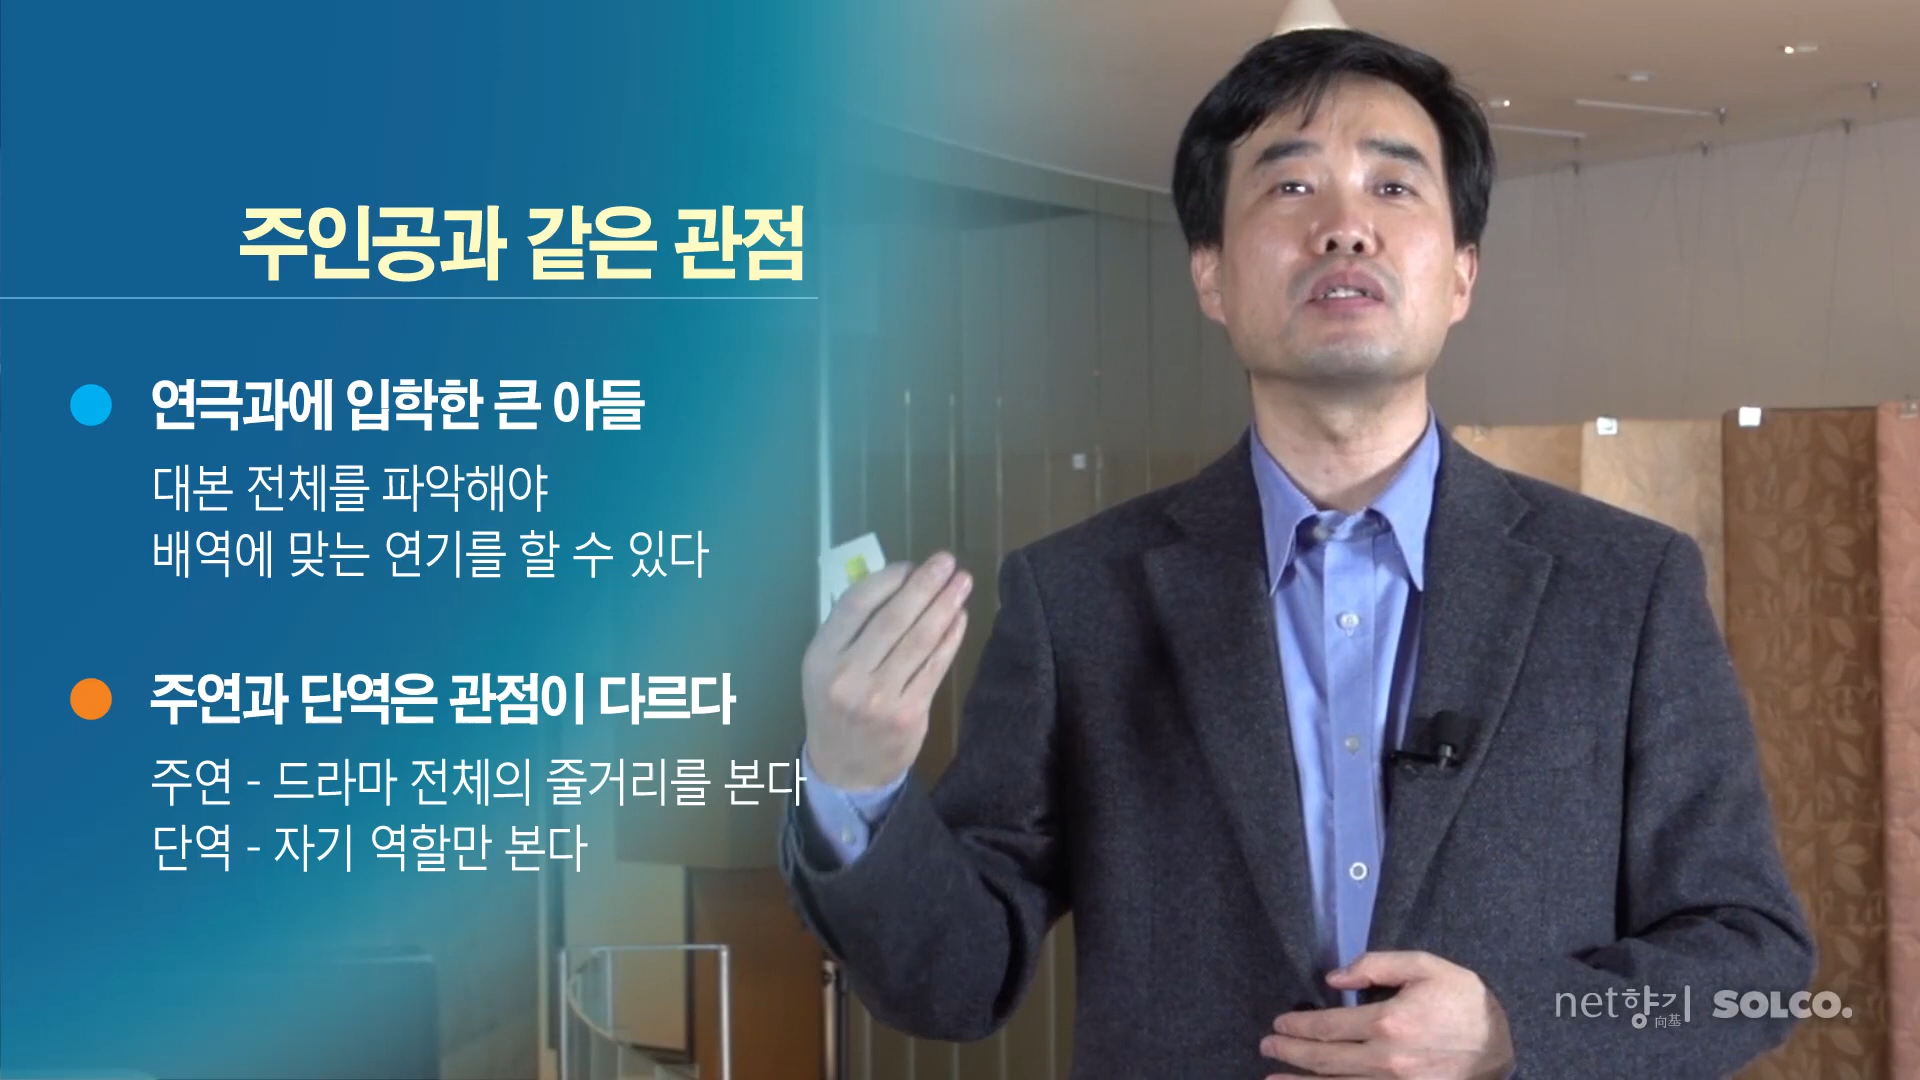 주인공과 같은 관점
연극과에 입학한 큰 아들
대본 전체를 파악해야
배역에 맞는 연기를 할 수 있다
주연과 단역은 관점이 다르다
주연 - 드라마 전체의 줄거리를 본다
단역 - 자기 역할만 본다
net향기 SOLCO.
向基